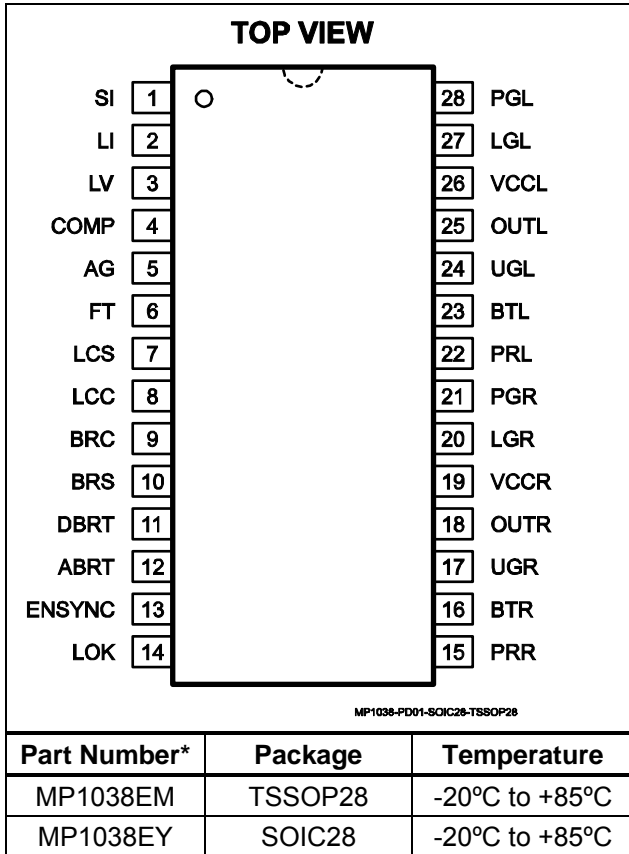 TOP VIEW
SI 1 28 PGL
LI 2 27 LGL
LV 3 26 VCCL
COMP 4 25 OUTL
AG 5 24 UGL
FT 6 23 BTL
LCS 7 22 PRL
LCC 8 21 PGR
BRC 9 20 LGR
BRS 10 19 VCCR
DBRT 11 18 OUTR
ABRT 12 17 UGR
ENSYNC 13 16 BTR
LOK 14 15 PRR
MP1038-PD01-SOIC28-TSSOP28
Part Number* Package Temperature
MP1038EM TSSOP28 -20ºC to +85ºC
MP1038EY SOIC28 -20ºC to +85ºC